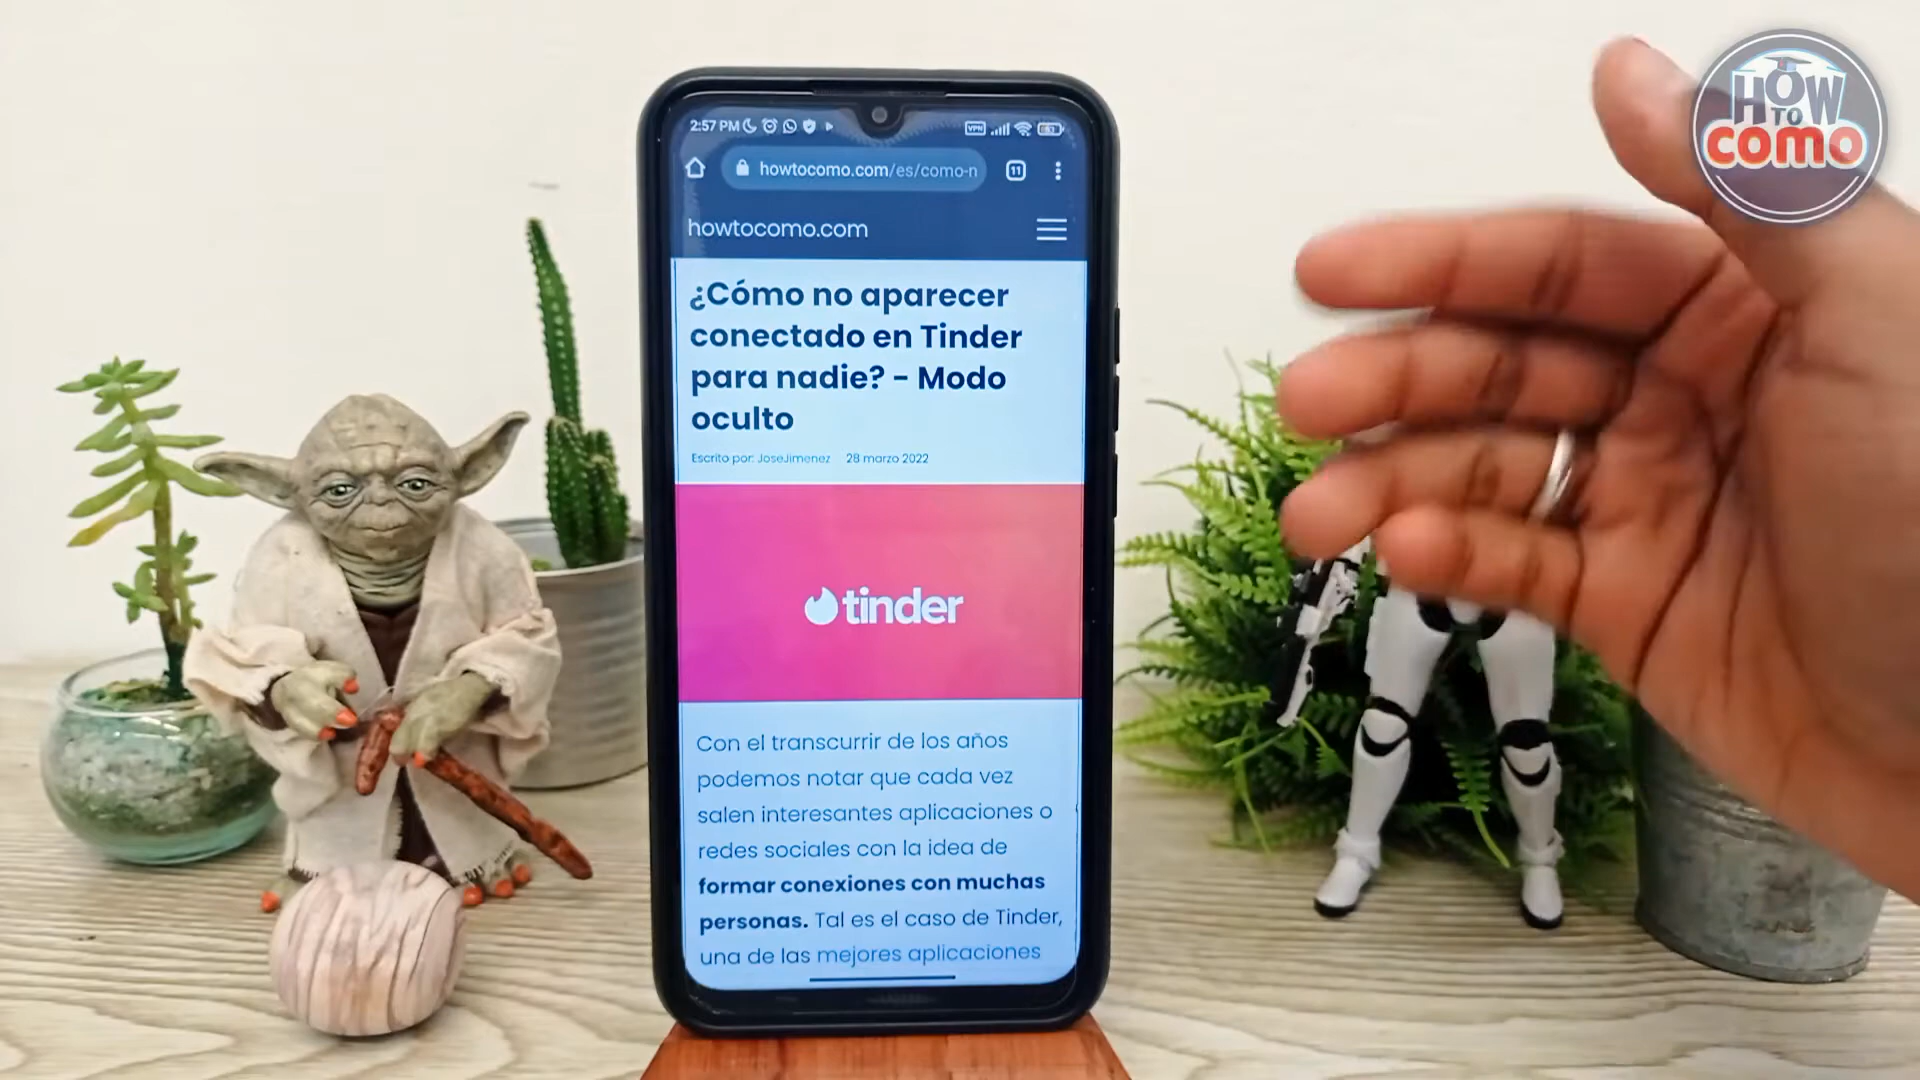 2:57 PM
howtocomo.com/es/como-n
11
howtocomo.com
¿Cómo no aparecer
conectado en Tinder
para nadie? - Modo
oculto
Escrito por: JoseJimenez 28 marzo 2022
tinder
Con el transcurrir de los años
podemos notar que cada vez
salen interesantes aplicaciones o
redes sociales con la idea de
formar conexiones con muchas
personas. Tal es el caso de Tinder,
una de las mejores aplicaciones
HOW
TO
como